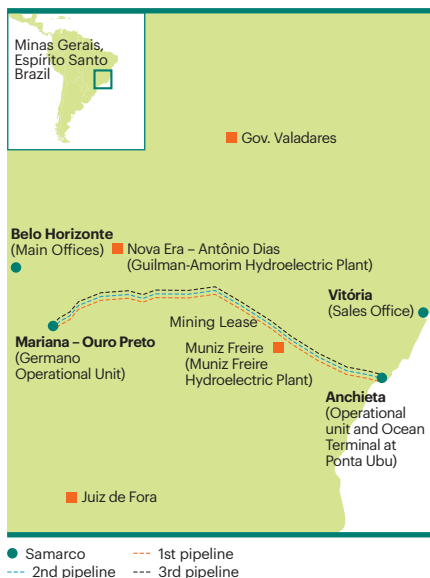 Minas Gerais,
Espírito Santo
Brazil
Gov. Valadares
Belo Horizonte
(Main Offices)
Nova Era – Antônio Dias
(Guilman-Amorim Hydroelectric Plant)
Vitória
(Sales Office)
Mining Lease
Mariana – Ouro Preto
(Germano
Operational Unit)
Muniz Freire
(Muniz Freire
Hydroelectric Plant)
Anchieta
(Operational
unit and Ocean
Terminal at
Ponta Ubu)
Juiz de Fora
Samarco
1st pipeline
2nd pipeline
3rd pipeline